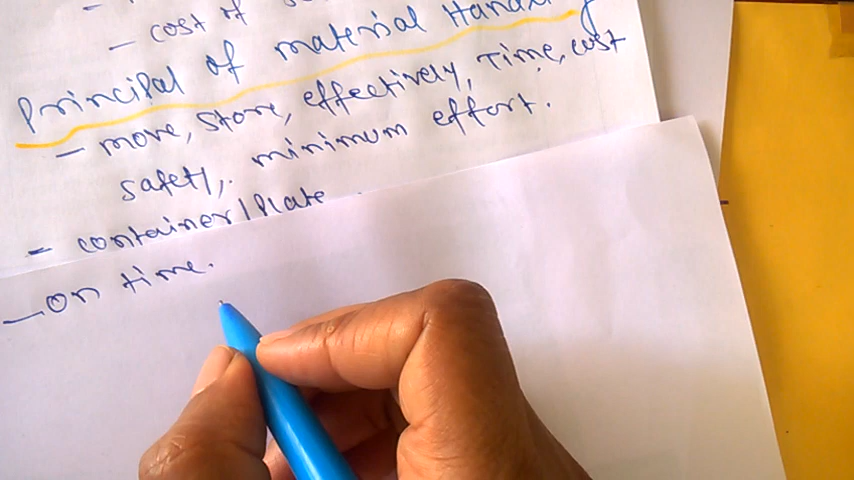 - cost of
Principal of material Handling
- move, store, effectively, Time, cost
safety, minimum effort.
- container/Plate
- On time.